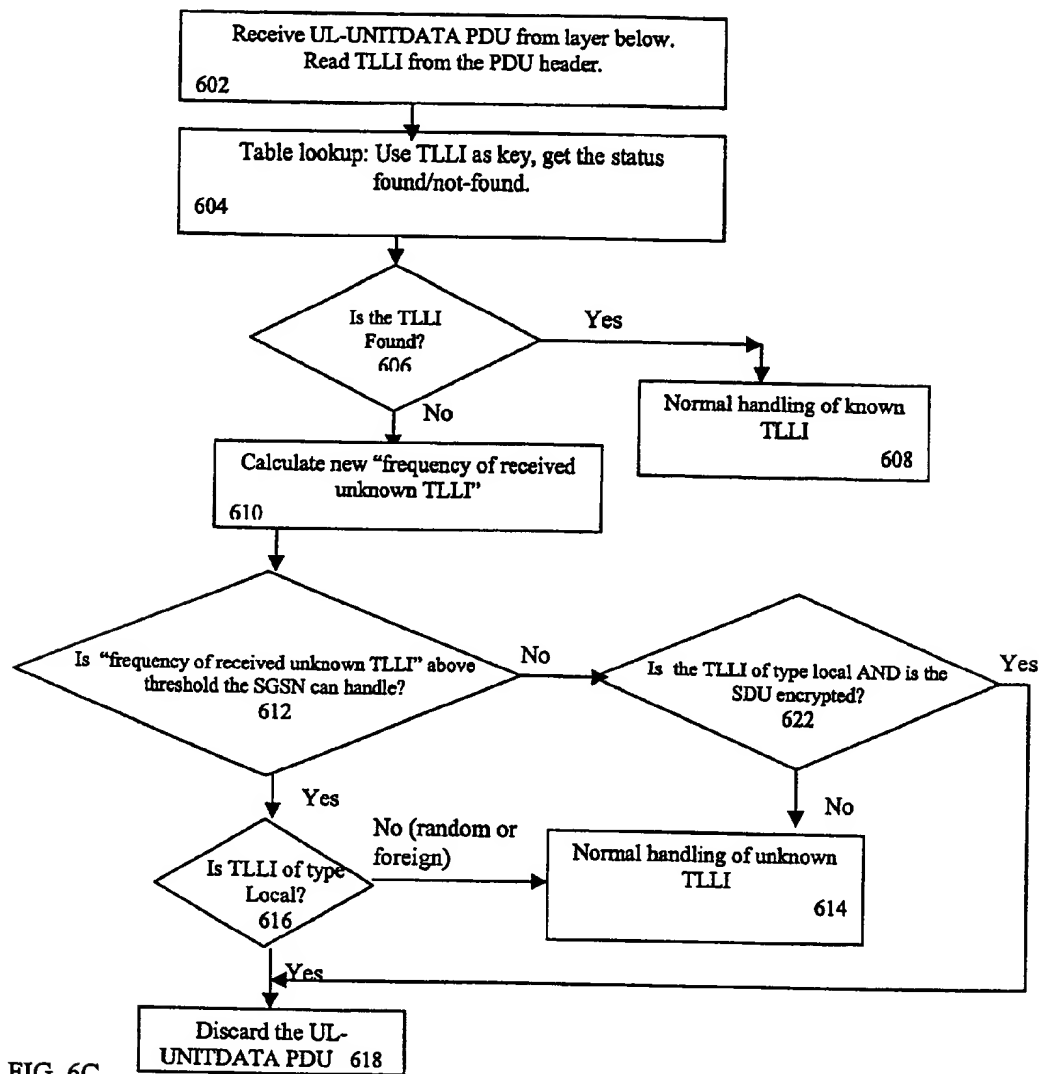 Receive UL-UNITDATA PDU from layer below.
Read TLLI from the PDU header.
602
Table lookup: Use TLLI as key, get the status
found/not-found.
604
Is the TLLI
Found?
606
Yes
No
Normal handling of known
TLLI
608
Calculate new “frequency of received
unknown TLLI”
610
Is “frequency of received unknown TLLI” above
threshold the SGSN can handle?
612
No
Is the TLLI of type local AND is the
SDU encrypted?
622
Yes
Yes
No
No (random or
foreign)
Is TLLI of type
Local?
616
Normal handling of unknown
TLLI
614
Yes
Discard the UL-
UNITDATA PDU 618
FIG. 6C